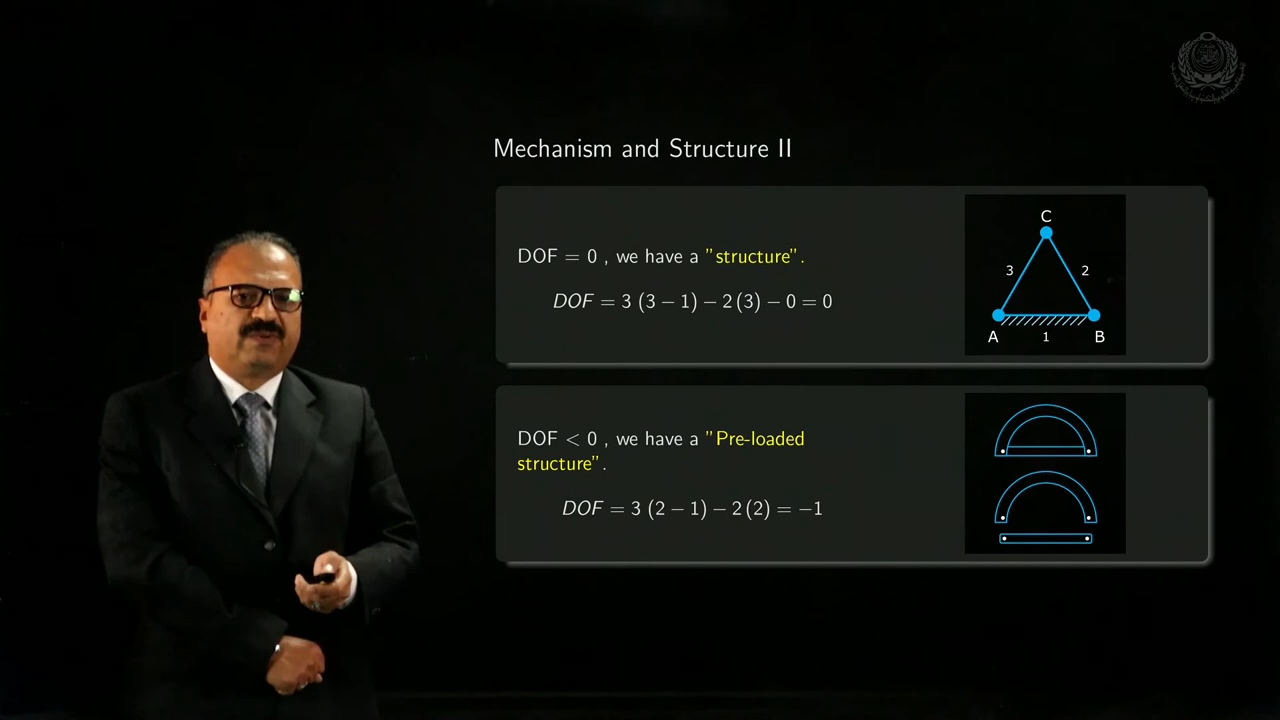 Mechanism and Structure II
DOF = 0 , we have a "structure".
DOF = 3 (3 − 1) − 2 (3) − 0 = 0
C
3 2
A 1 B
DOF < 0 , we have a "Pre-loaded
structure".
DOF = 3 (2 − 1) − 2 (2) = −1